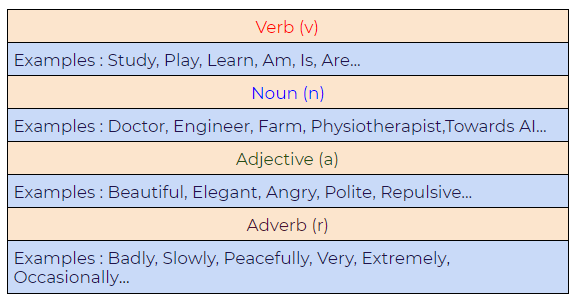 Verb (v)
Examples : Study, Play, Learn, Am, Is, Are...
Noun (n)
Examples : Doctor, Engineer, Farm, Physiotherapist,Towards AI...
Adjective (a)
Examples : Beautiful, Elegant, Angry, Polite, Repulsive...
Adverb (r)
Examples : Badly, Slowly, Peacefully, Very, Extremely,
Occasionally...